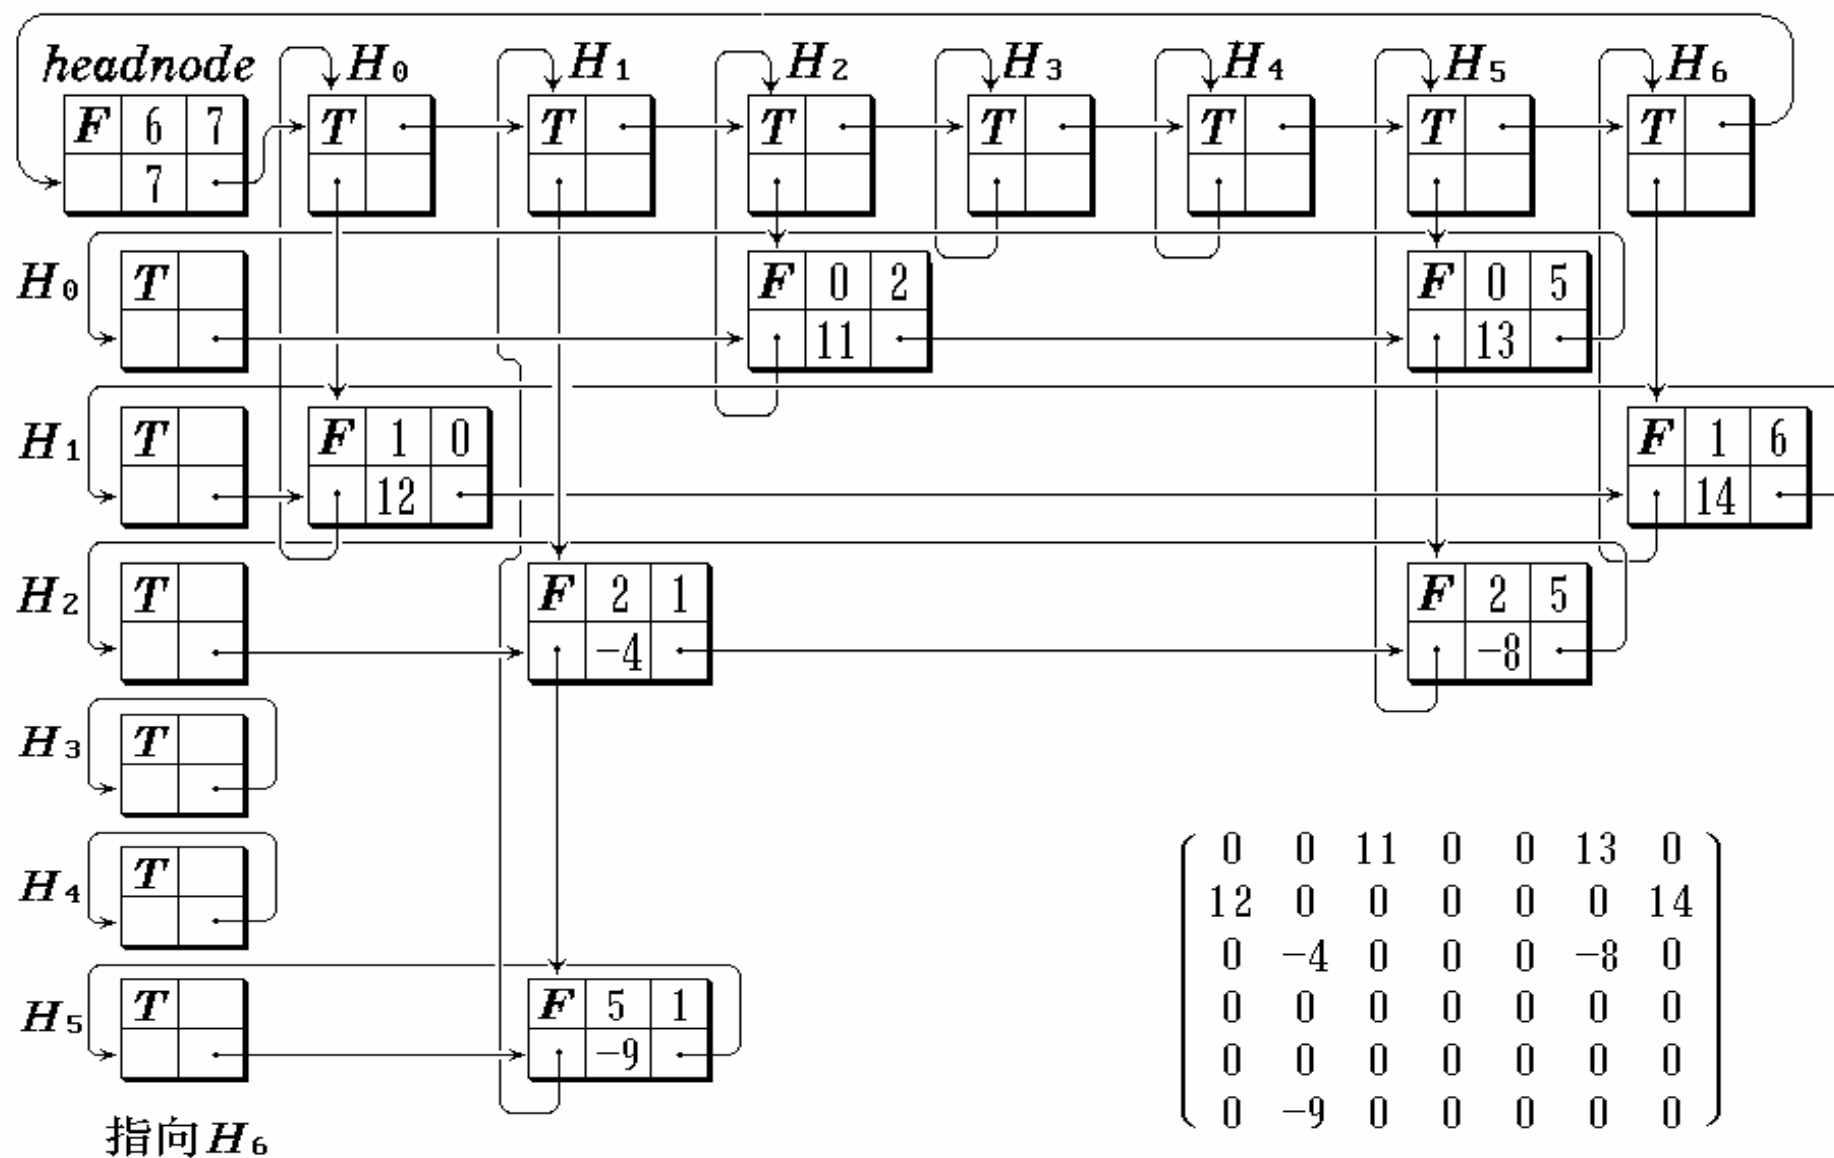 headnode H0 H1 H2 H3 H4 H5 H6
F 6 7 T T T T T T T
7
H0 T F 0 2 F 0 5
11 13
H1 T F 1 0 F 1 6
12 14
H2 T F 2 1 F 2 5
-4 -8
H3 T
H4 T
H5 T F 5 1
-9
指向H6
0 0 11 0 0 13 0
12 0 0 0 0 0 14
0 -4 0 0 0 -8 0
0 0 0 0 0 0 0
0 0 0 0 0 0 0
0 -9 0 0 0 0 0